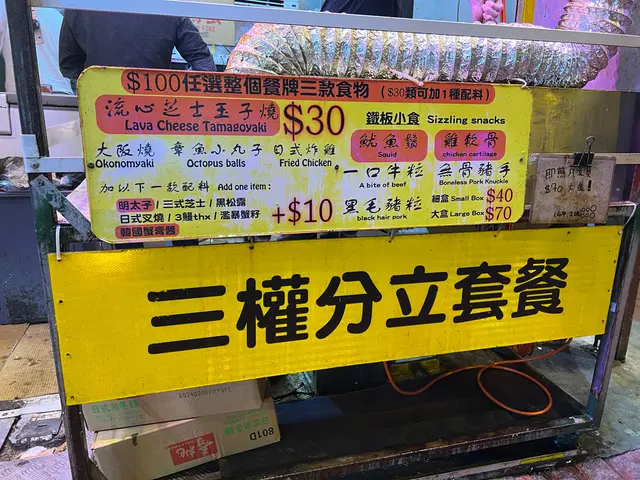 $100任選整個餐牌三款食物 ($30類可加1種配料)
流心芝士玉子燒 $30
Lava Cheese Tamagoyaki
鐵板小食 Sizzling snacks
大阪燒 章魚小丸子 日式炸雞
Okonomyaki Octopus balls Fried Chicken
魷魚鬚 雞軟骨
Squid chicken cartilage
一口牛粒 無骨豬手
A bite of beef Boneless Pork Knuckle
加以下一款配料 Add one item:
明太子 / 三式芝士 / 黑松露
日式叉燒 / 3鰻thx / 濫暴蟹籽
韓國蟹膏醬
+$10
黑毛豬粒
black hair pork
細盒 Small Box $40
大盒 Large Box $70
$90
三權分立套餐
801D